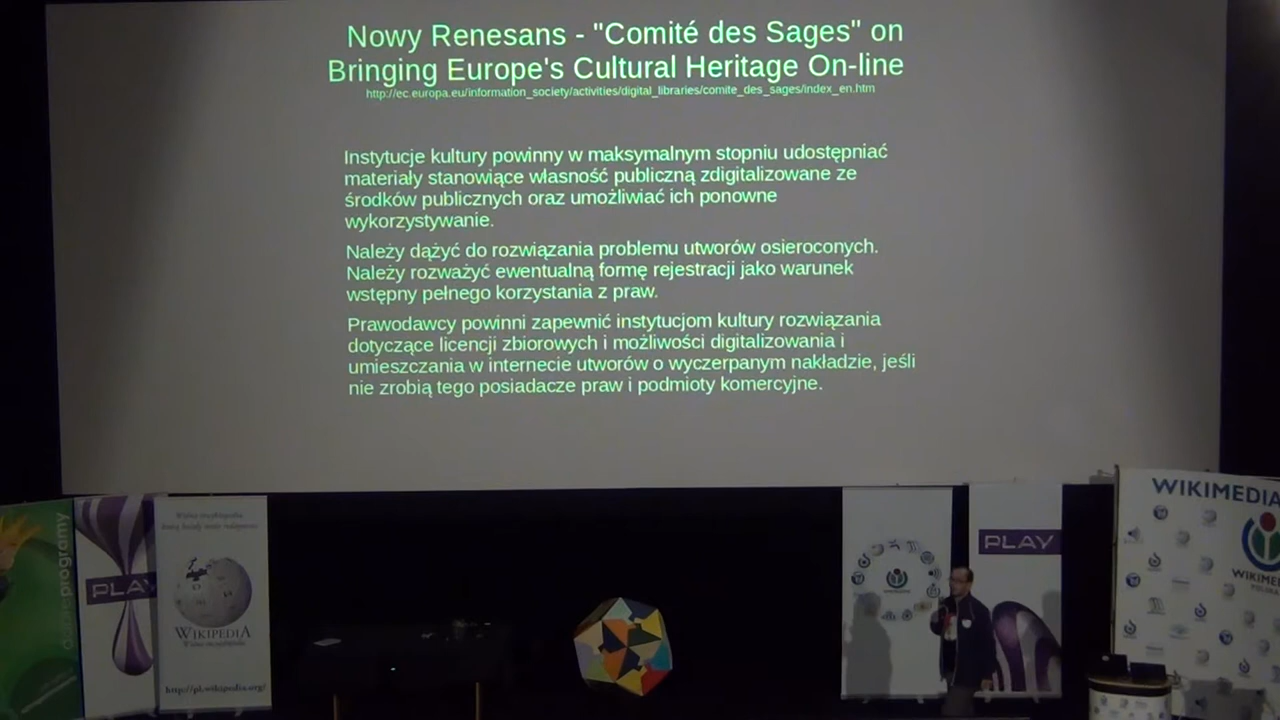 Nowy Renesans - "Comité des Sages" on
Bringing Europe's Cultural Heritage On-line
http://ec.europa.eu/information_society/activities/digital_libraries/comite_des_sages/index_en.htm
Instytucje kultury powinny w maksymalnym stopniu udostępniać
materiały stanowiące własność publiczną zdigitalizowane ze
środków publicznych oraz umożliwiać ich ponowne
wykorzystywanie.
Należy dążyć do rozwiązania problemu utworów osieroconych.
Należy rozważyć ewentualną formę rejestracji jako warunek
wstępny pełnego korzystania z praw.
Prawodawcy powinni zapewnić instytucjom kultury rozwiązania
dotyczące licencji zbiorowych i możliwości digitalizowania i
umieszczania w internecie utworów o wyczerpanym nakładzie, jeśli
nie zrobią tego posiadacze praw i podmioty komercyjne.
dobreprogramy
PLAY
WIKIPEDIA
http://pl.wikipedia.org/
PLAY
WIKIMEDIA
WIKIMEDIA
POLSKA